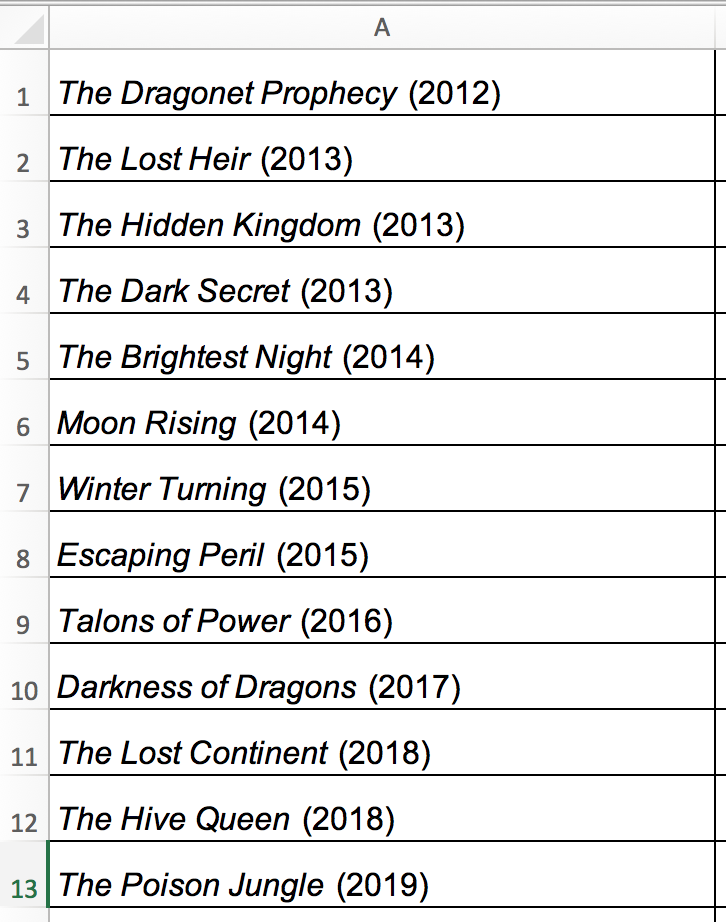 A
1 The Dragonet Prophecy (2012)
2 The Lost Heir (2013)
3 The Hidden Kingdom (2013)
4 The Dark Secret (2013)
5 The Brightest Night (2014)
6 Moon Rising (2014)
7 Winter Turning (2015)
8 Escaping Peril (2015)
9 Talons of Power (2016)
10 Darkness of Dragons (2017)
11 The Lost Continent (2018)
12 The Hive Queen (2018)
13 The Poison Jungle (2019)